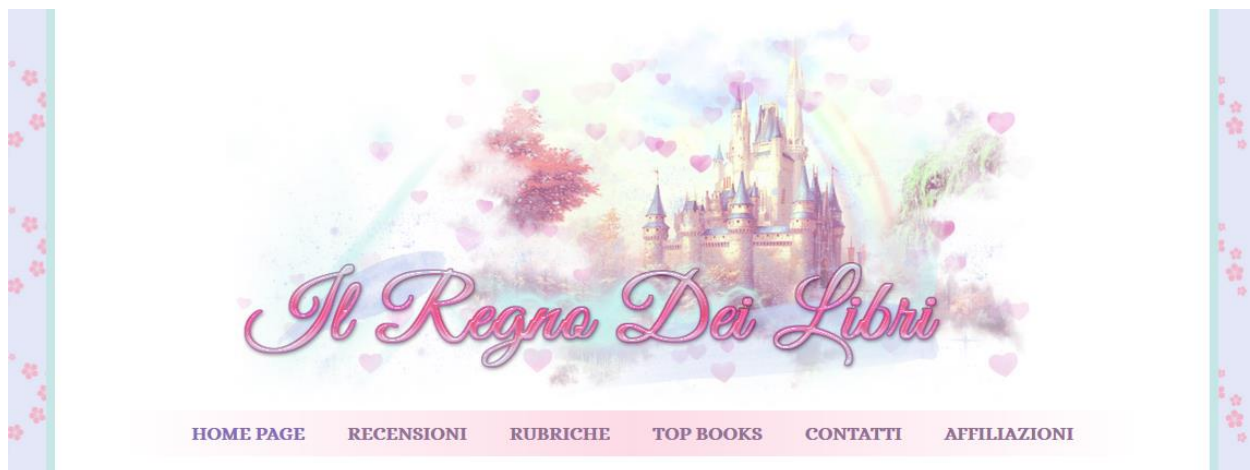 Il Regno Dei Libri
HOME PAGE RECENSIONI RUBRICHE TOP BOOKS CONTATTI AFFILIAZIONI